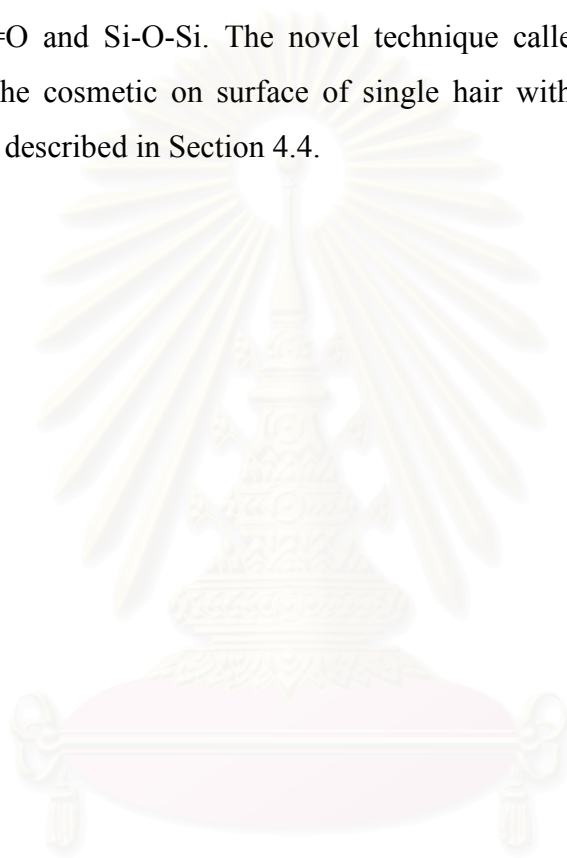 =O and Si-O-Si. The novel technique calle
he cosmetic on surface of single hair with
described in Section 4.4.